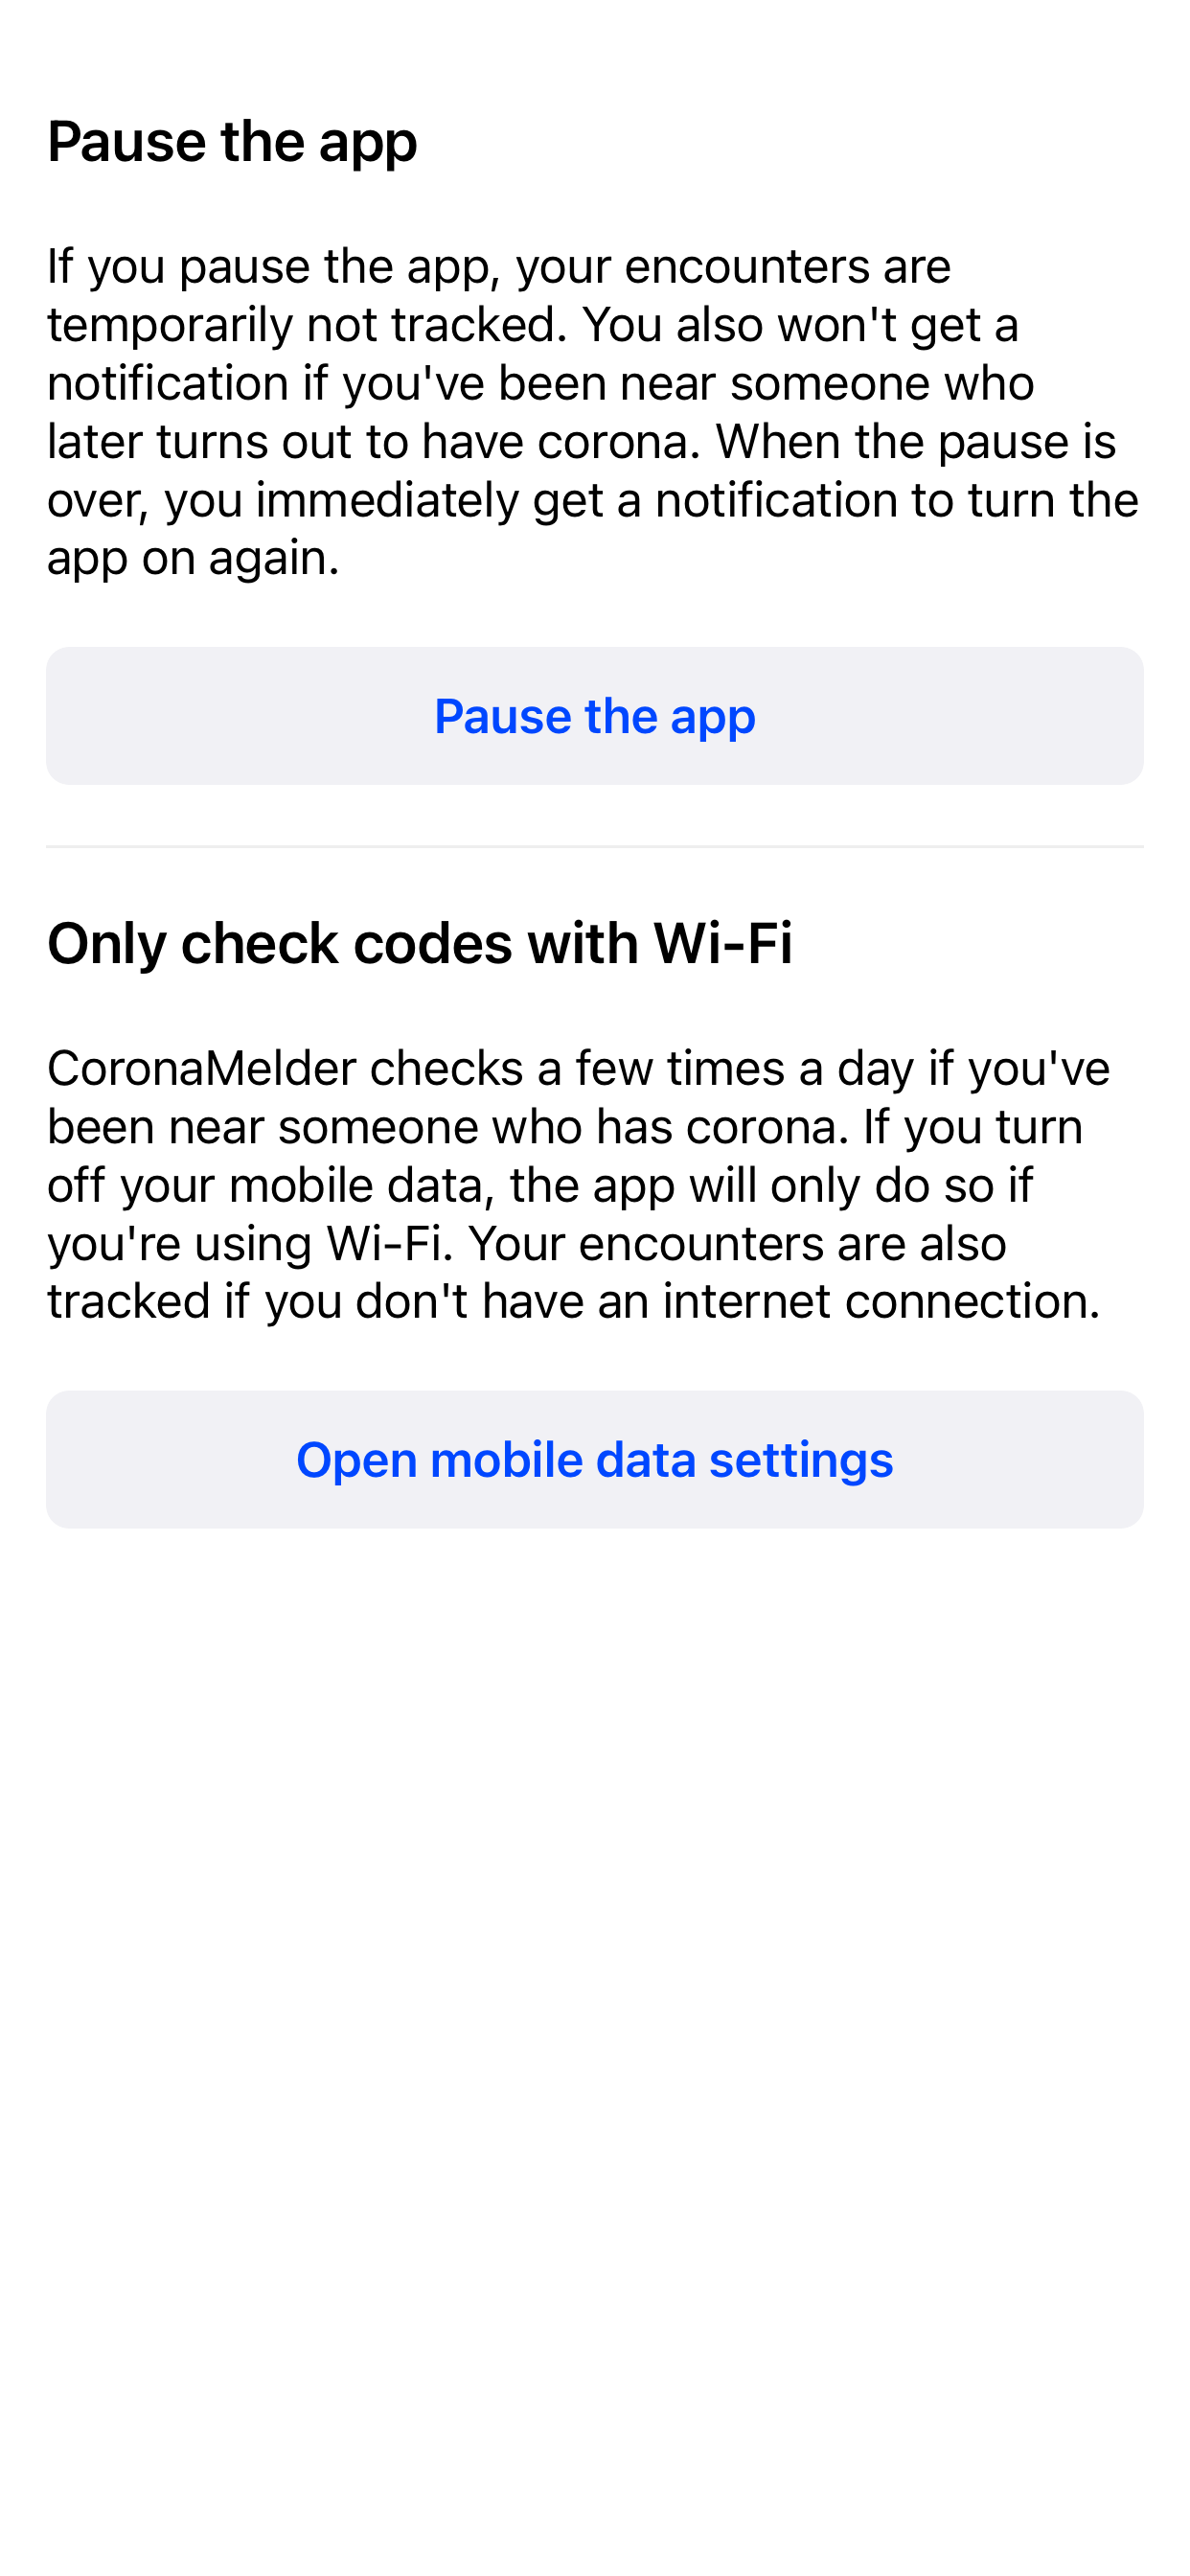 Pause the app
If you pause the app, your encounters are
temporarily not tracked. You also won't get a
notification if you've been near someone who
later turns out to have corona. When the pause is
over, you immediately get a notification to turn the
app on again.
Pause the app
Only check codes with Wi-Fi
CoronaMelder checks a few times a day if you've
been near someone who has corona. If you turn
off your mobile data, the app will only do so if
you're using Wi-Fi. Your encounters are also
tracked if you don't have an internet connection.
Open mobile data settings